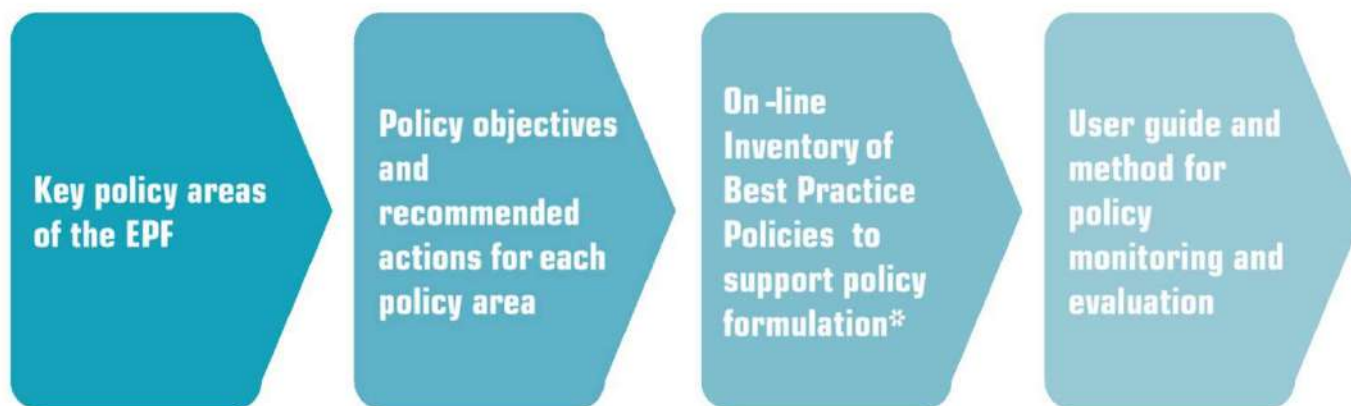 Key policy areas
of the EPF
Policy objectives
and
recommended
actions for each
policy area
On -line
Inventory of
Best Practice
Policies to
support policy
formulation*
User guide and
method for
policy
monitoring and
evaluation